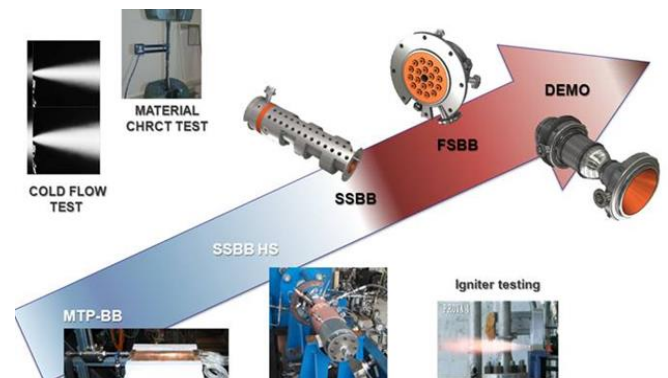 MATERIAL
CHRCT TEST
COLD FLOW
TEST
DEMO
FSBB
SSBB
SSBB HS
MTP-BB
Igniter testing